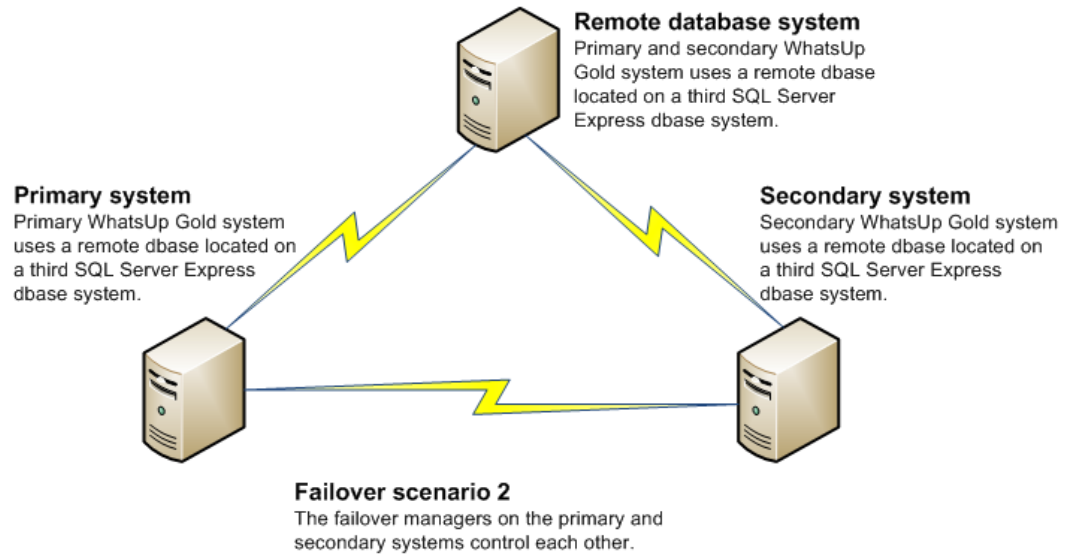 Remote database system
Primary and secondary WhatsUp
Gold system uses a remote dbase
located on a third SQL Server
Express dbase system.
Primary system
Primary WhatsUp Gold system
uses a remote dbase located on
a third SQL Server Express
dbase system.
Secondary system
Secondary WhatsUp Gold system
uses a remote dbase located on
a third SQL Server Express
dbase system.
Failover scenario 2
The failover managers on the primary and
secondary systems control each other.